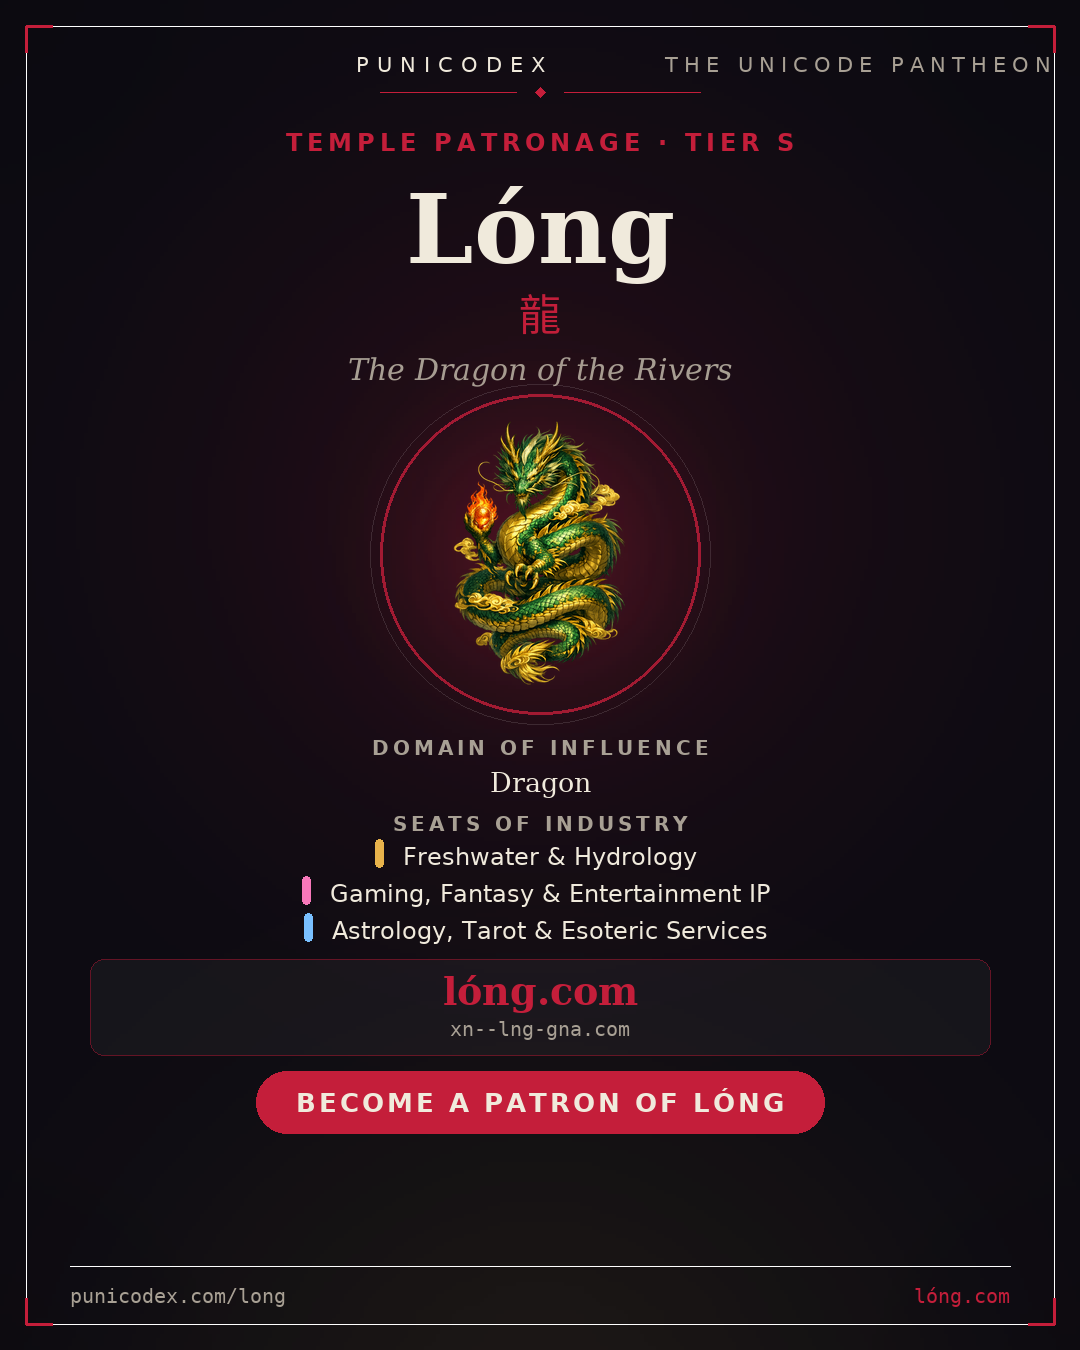 PUNICODEX THE UNICODE PANTHEON
TEMPLE PATRONAGE · TIER S
Lóng
龍
The Dragon of the Rivers
DOMAIN OF INFLUENCE
Dragon
SEATS OF INDUSTRY
Freshwater & Hydrology
Gaming, Fantasy & Entertainment IP
Astrology, Tarot & Esoteric Services
lóng.com
xn--lng-gna.com
BECOME A PATRON OF LÓNG
punicodex.com/long lóng.com